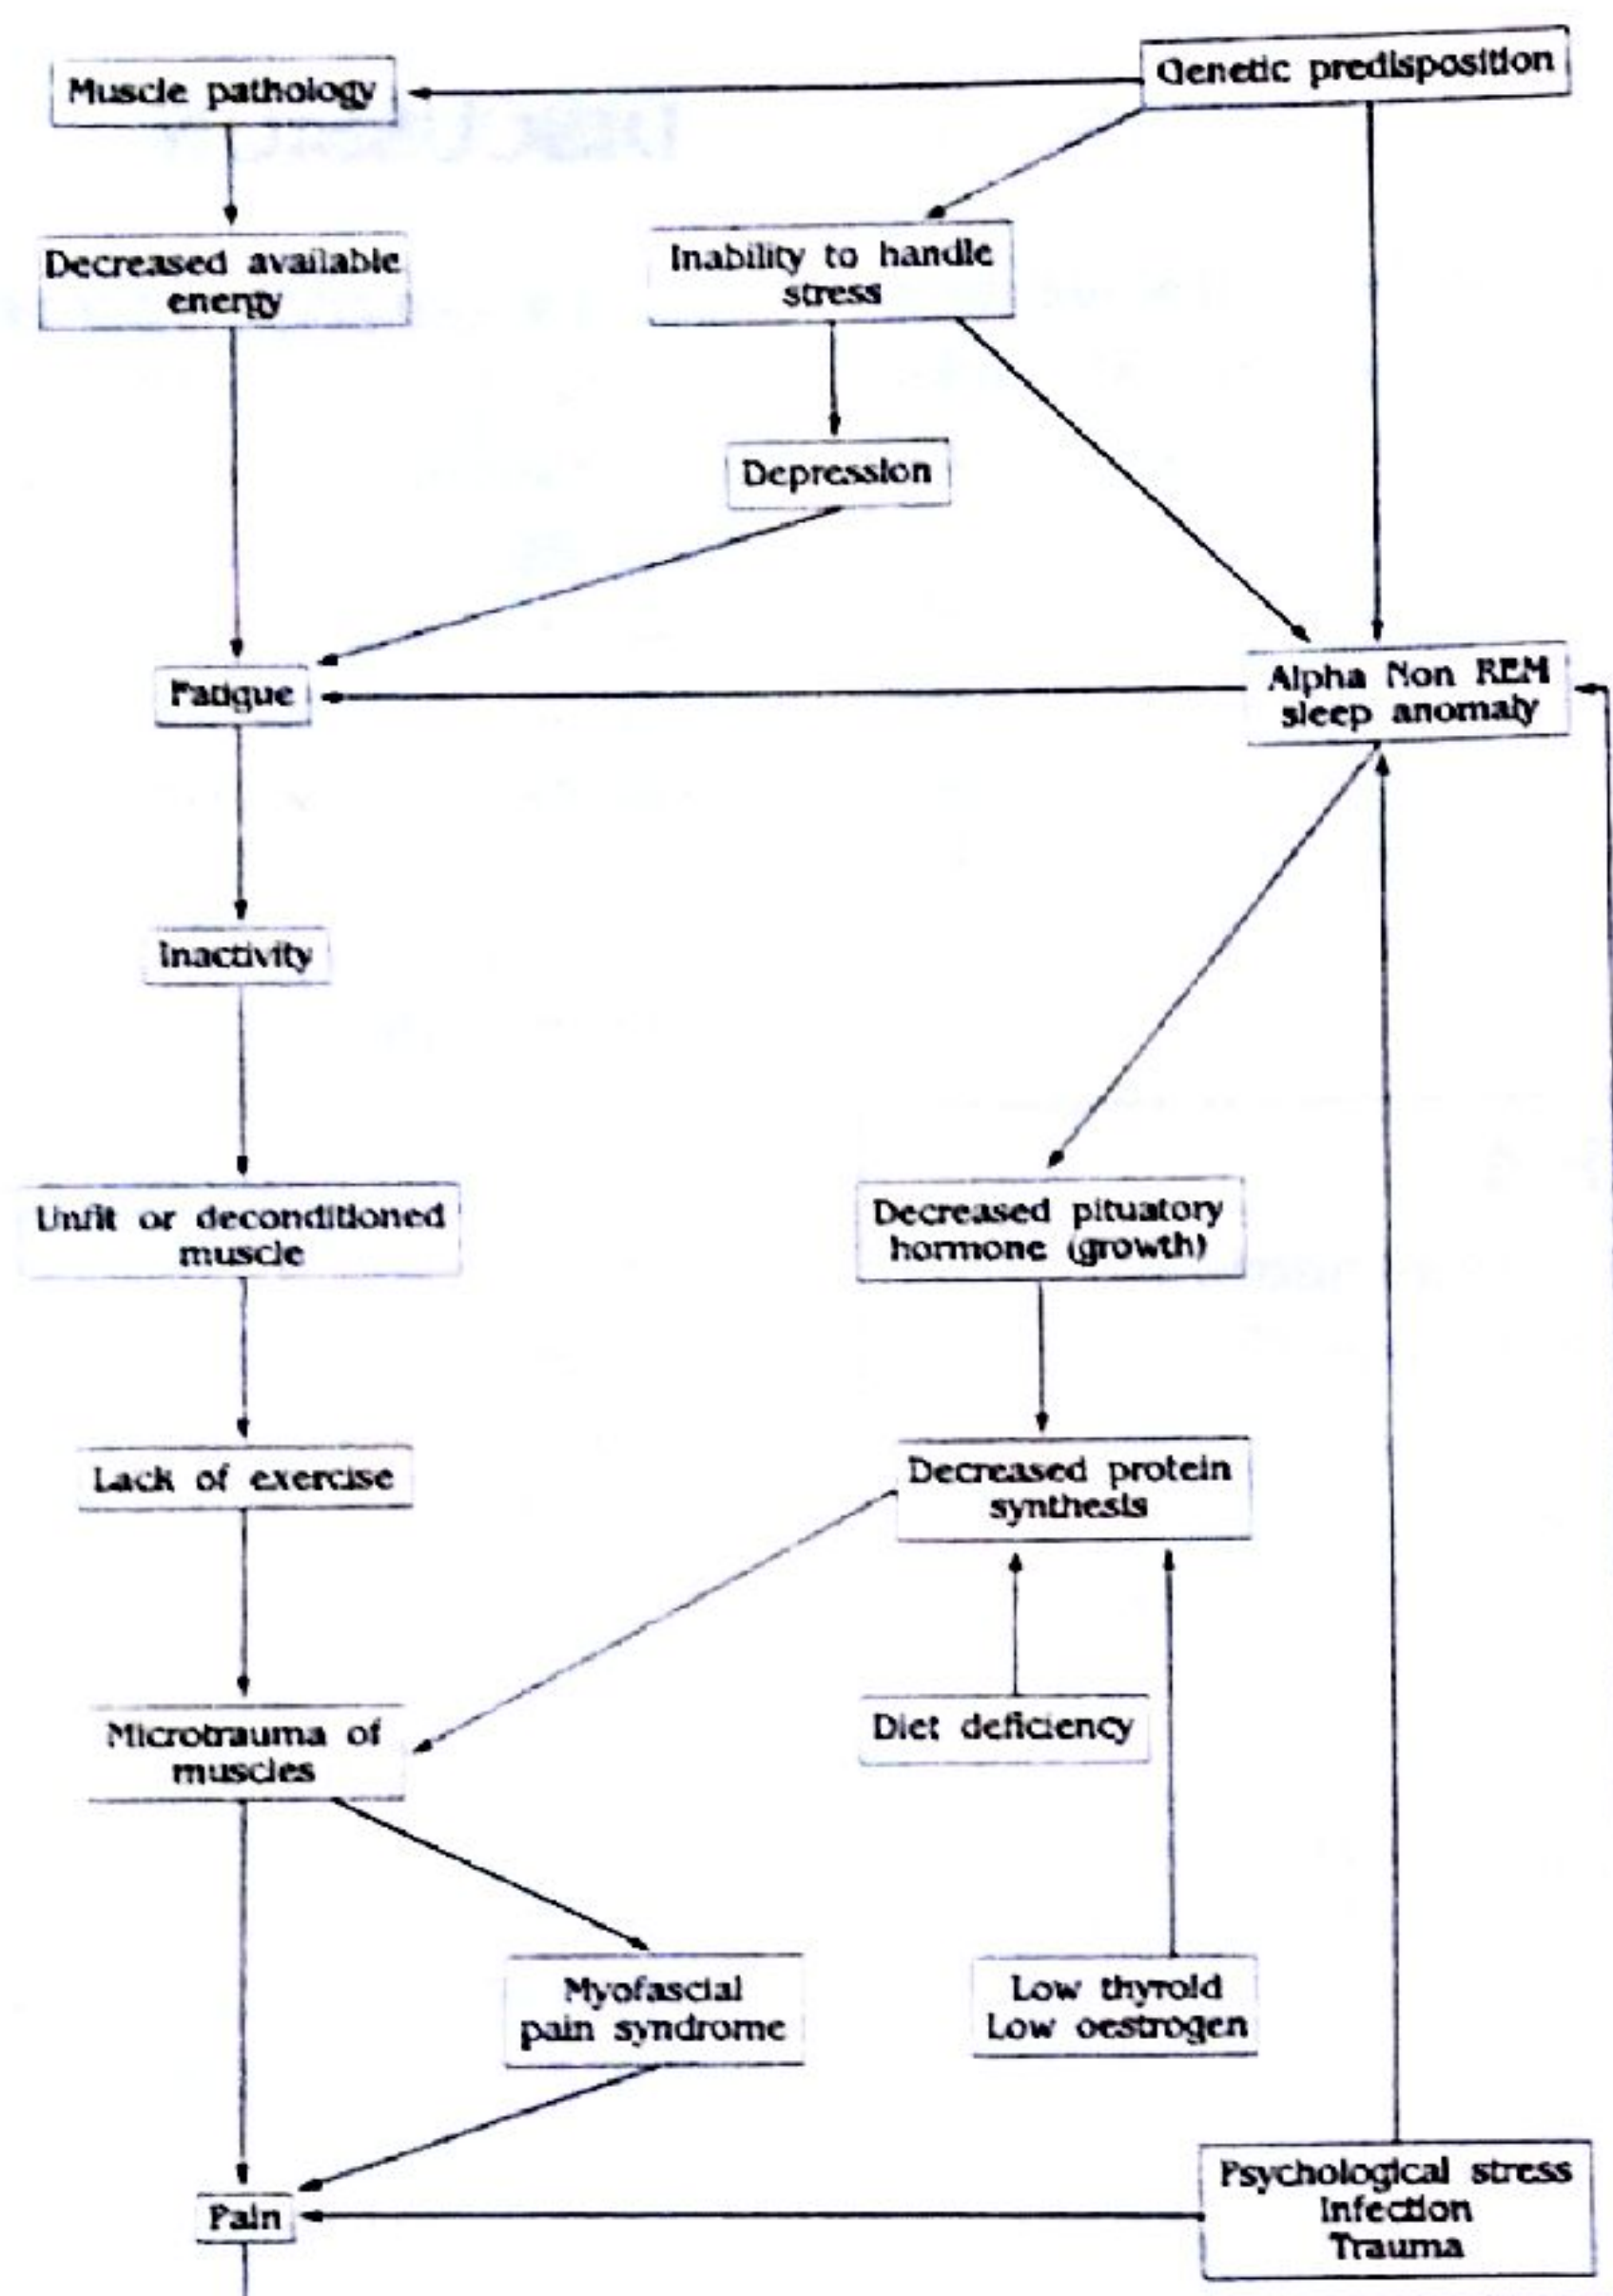 Genetic predisposition
Muscle pathology
Decreased available
energy
Inability to handle
stress
Depression
Fatigue
Alpha Non REM
sleep anomaly
Inactivity
Unfit or deconditioned
muscle
Decreased pituatory
hormone (growth)
Lack of exercise
Decreased protein
synthesis
Microtrauma of
muscles
Diet deficiency
Myofascial
pain syndrome
Low thyroid
Low oestrogen
Psychological stress
Infection
Trauma
Pain